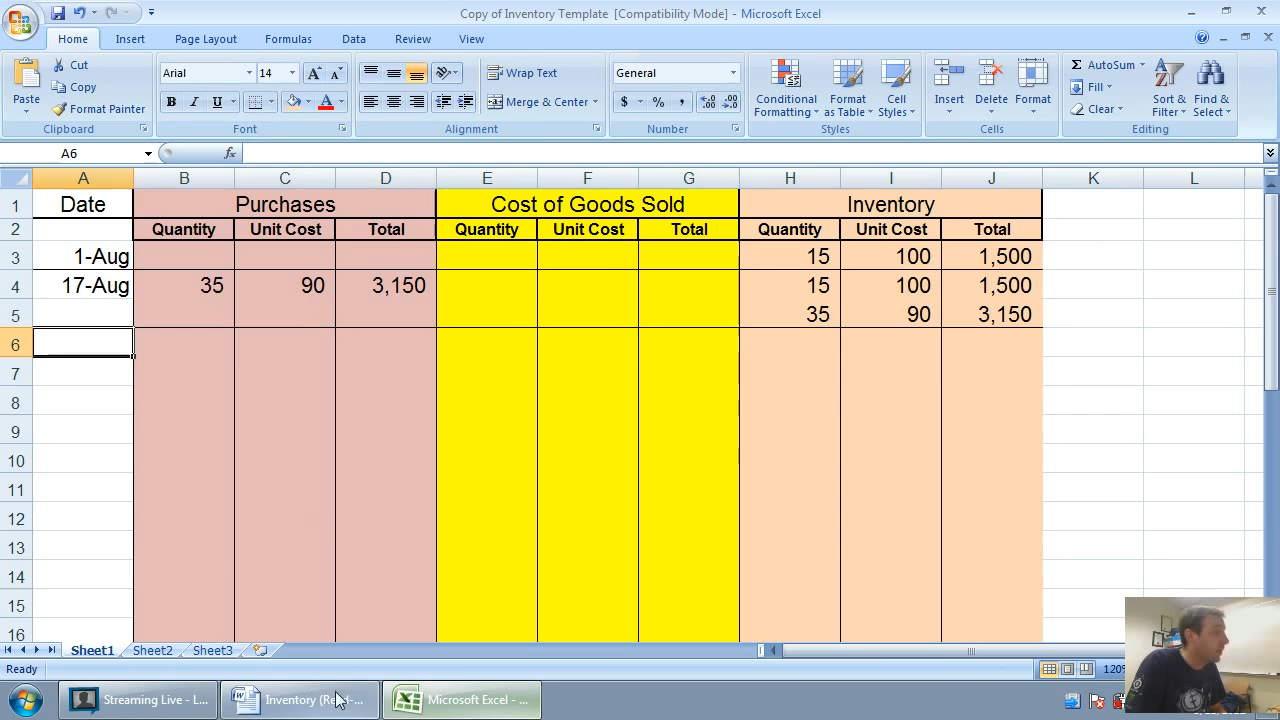 Copy of Inventory Template [Compatibility Mode] - Microsoft Excel
Home Insert Page Layout Formulas Data Review View
Paste Cut Copy Format Painter
Clipboard
Arial 14
B I U A
Font
Wrap Text
Merge & Center
Alignment
General
$ % ,
Number
Conditional Formatting Format as Table Cell Styles
Styles
Insert Delete Format
Cells
Σ AutoSum Fill Clear
Sort & Filter Find & Select
Editing
A6 fx
A B C D E F G H I J K L
1 Date Purchases Cost of Goods Sold Inventory
2 Quantity Unit Cost Total Quantity Unit Cost Total Quantity Unit Cost Total
3 1-Aug 15 100 1,500
4 17-Aug 35 90 3,150 15 100 1,500
5 35 90 3,150
6
7
8
9
10
11
12
13
14
15
16
Sheet1 Sheet2 Sheet3
Ready 120%
Streaming Live - L... Inventory (Re Microsoft Excel - ...